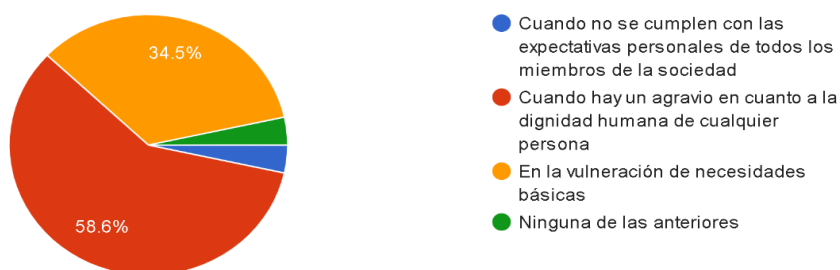 34.5%
58.6%
Cuando no se cumplen con las
expectativas personales de todos los
miembros de la sociedad
Cuando hay un agravio en cuanto a la
dignidad humana de cualquier
persona
En la vulneración de necesidades
básicas
Ninguna de las anteriores